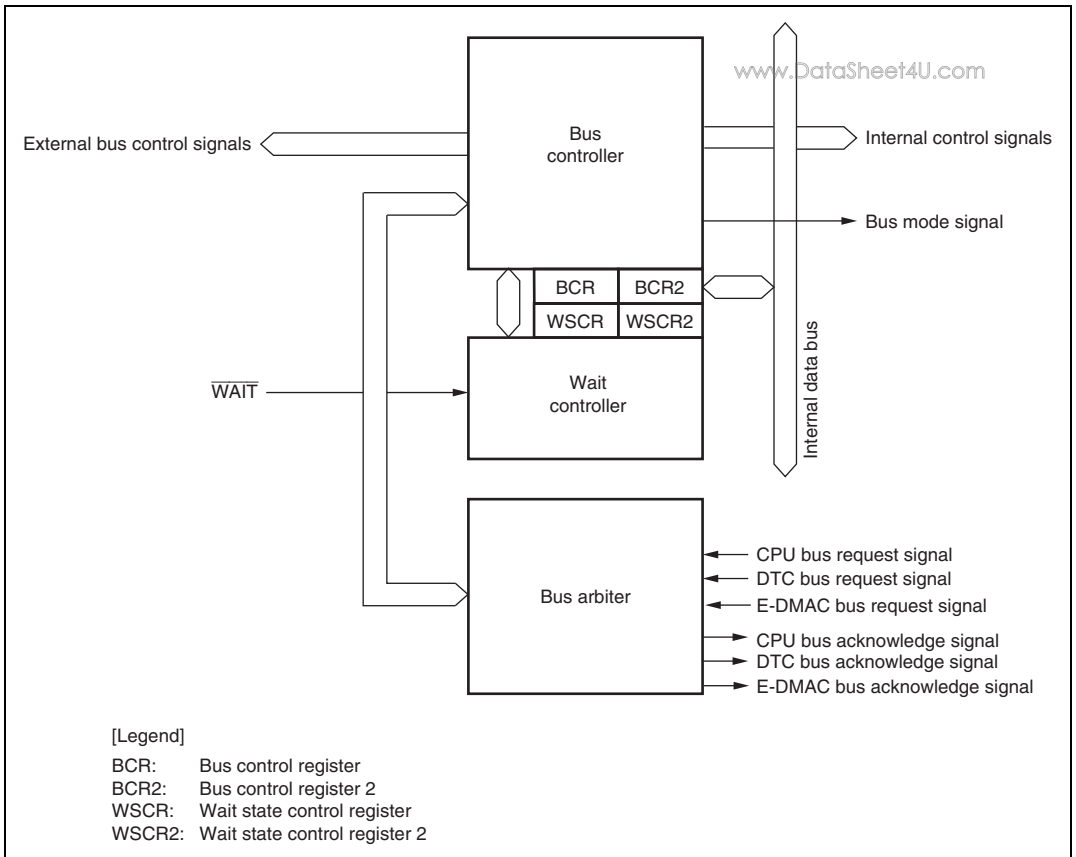 www.DataSheet4U.com
External bus control signals
Bus
controller
Internal control signals
Bus mode signal
BCR
BCR2
WSCR
WSCR2
Internal data bus
WAIT
Wait
controller
Bus arbiter
CPU bus request signal
DTC bus request signal
E-DMAC bus request signal
CPU bus acknowledge signal
DTC bus acknowledge signal
E-DMAC bus acknowledge signal
[Legend]
BCR: Bus control register
BCR2: Bus control register 2
WSCR: Wait state control register
WSCR2: Wait state control register 2